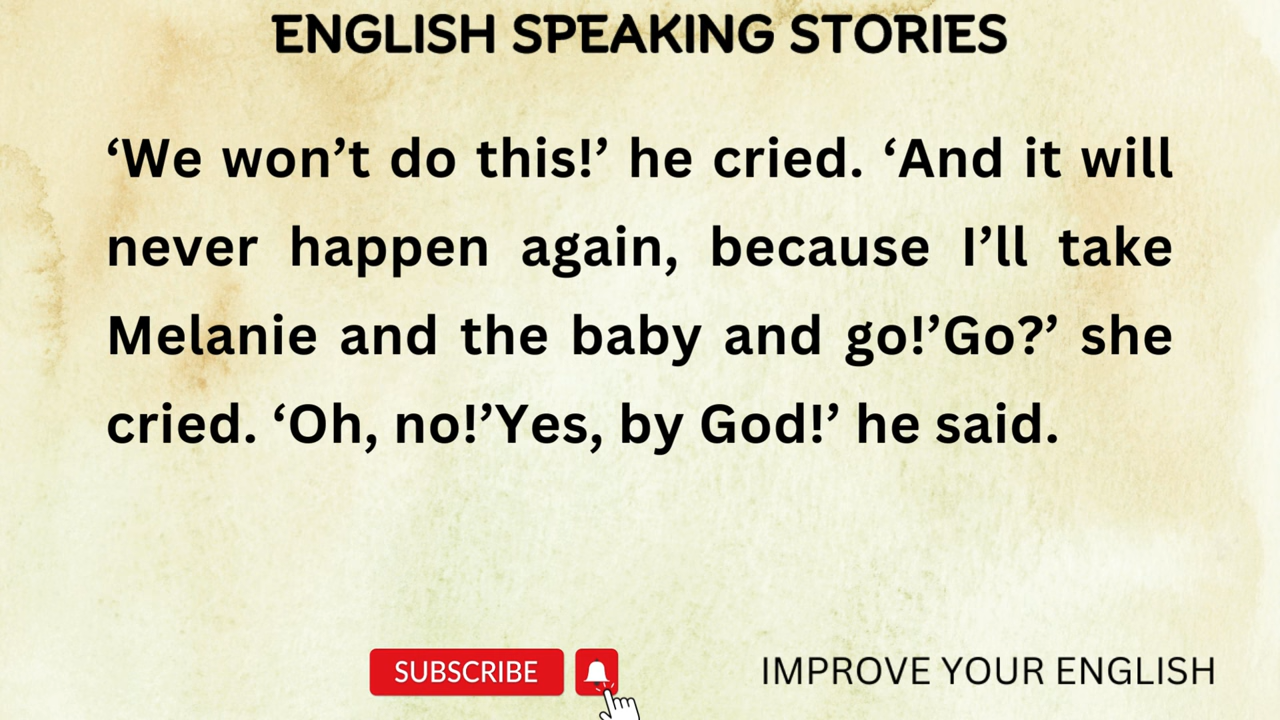 ENGLISH SPEAKING STORIES
‘We won’t do this!’ he cried. ‘And it will
never happen again, because I’ll take
Melanie and the baby and go!’Go?’ she
cried. ‘Oh, no!’Yes, by God!’ he said.
SUBSCRIBE
IMPROVE YOUR ENGLISH